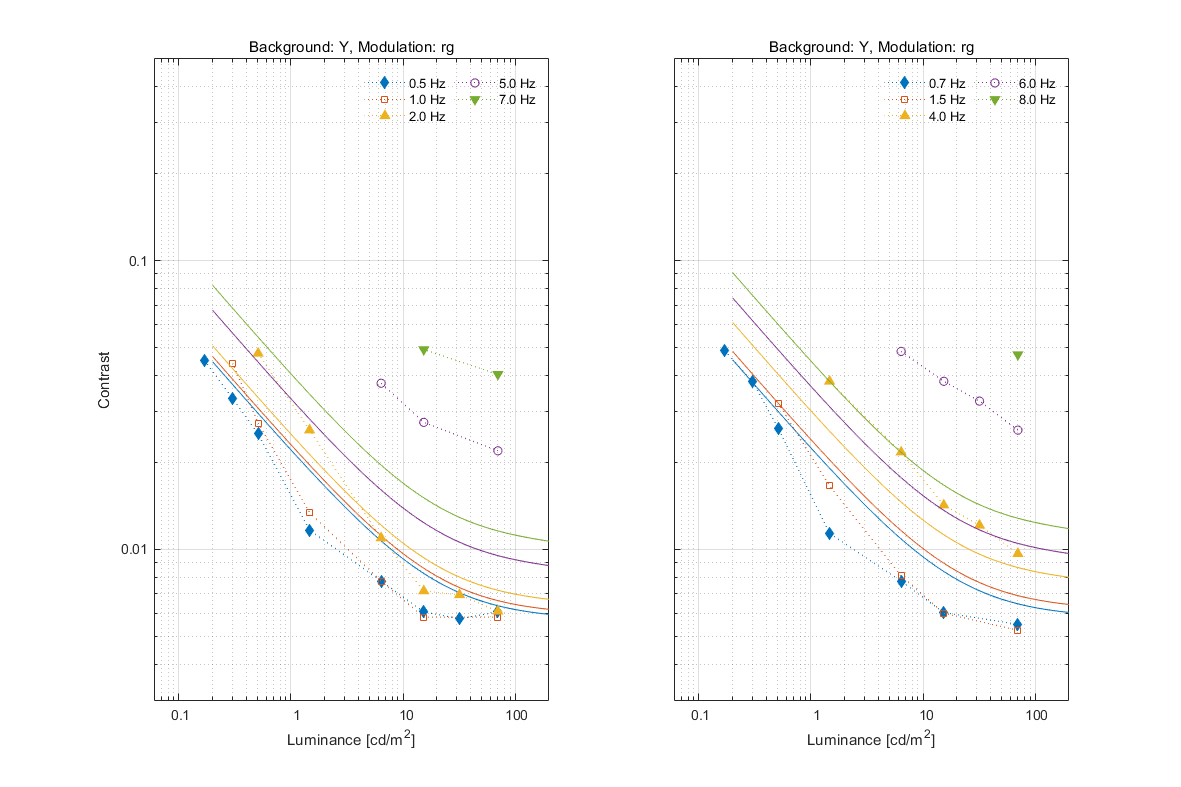 Background: Y, Modulation: rg
0.5 Hz 5.0 Hz
1.0 Hz 7.0 Hz
2.0 Hz
0.1
0.01
Contrast
0.1 1 10 100
Luminance [cd/m²]
Background: Y, Modulation: rg
0.7 Hz 6.0 Hz
1.5 Hz 8.0 Hz
4.0 Hz
0.1 1 10 100
Luminance [cd/m²]